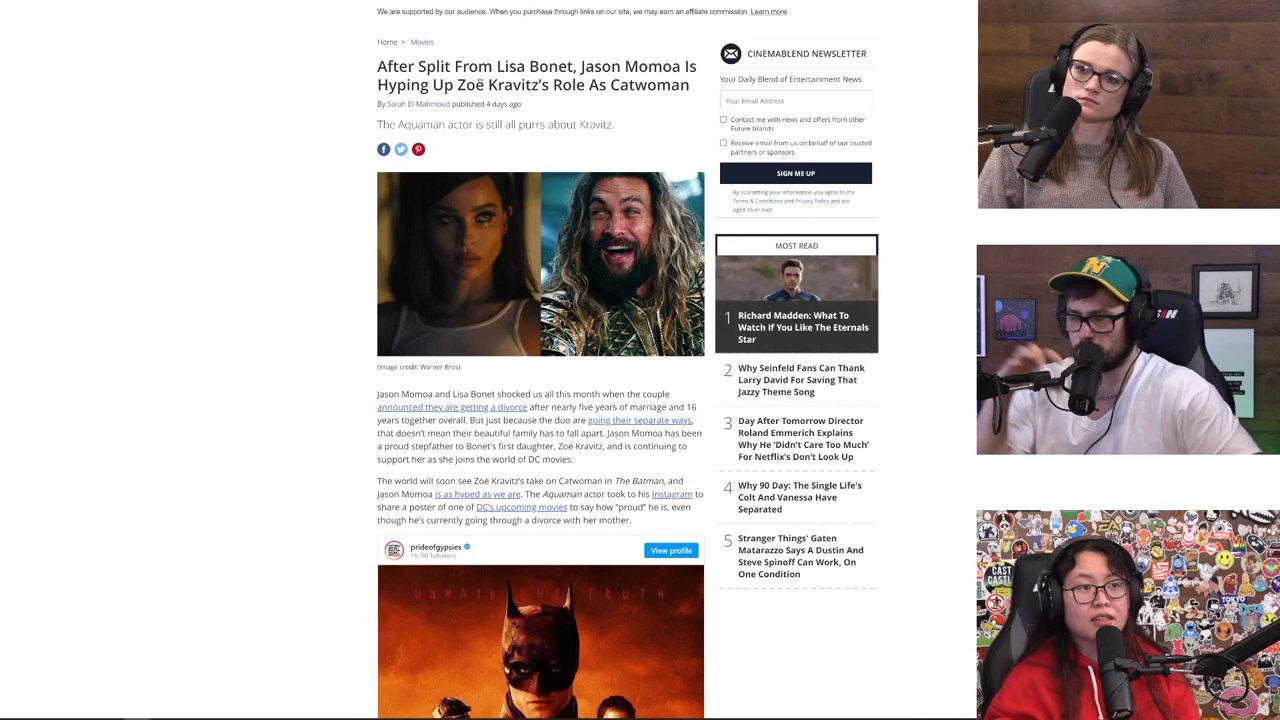 We are supported by our audience. When you purchase through links on our site, we may earn an affiliate commission. Learn more
Home > Movies
After Split From Lisa Bonet, Jason Momoa Is
Hyping Up Zoë Kravitz's Role As Catwoman
By Sarah El-Mahmoud published 4 days ago
The Aquaman actor is still all purrs about Kravitz.
(Image credit: Warner Bros)
Jason Momoa and Lisa Bonet shocked us all this month when the couple
announced they are getting a divorce after nearly five years of marriage and 16
years together overall. But just because the duo are going their separate ways,
that doesn't mean their beautiful family has to fall apart. Jason Momoa has been
a proud stepfather to Bonet's first daughter, Zoë Kravitz, and is continuing to
support her as she joins the world of DC movies.
The world will soon see Zoë Kravitz's take on Catwoman in The Batman, and
Jason Momoa is as hyped as we are. The Aquaman actor took to his Instagram to
share a poster of one of DC's upcoming movies to say how "proud" he is, even
though he's currently going through a divorce with her mother.
prideofgypsies
16.7M followers
View profile
UNMASK THE TRUTH
CINEMABLEND NEWSLETTER
Your Daily Blend of Entertainment News
Your Email Address
Contact me with news and offers from other
Future brands
Receive email from us on behalf of our trusted
partners or sponsors
SIGN ME UP
By submitting your information you agree to the
Terms & Conditions and Privacy Policy and are
aged 16 or over.
MOST READ
1 Richard Madden: What To
Watch If You Like The Eternals
Star
2 Why Seinfeld Fans Can Thank
Larry David For Saving That
Jazzy Theme Song
3 Day After Tomorrow Director
Roland Emmerich Explains
Why He 'Didn't Care Too Much'
For Netflix's Don't Look Up
4 Why 90 Day: The Single Life's
Colt And Vanessa Have
Separated
5 Stranger Things' Gaten
Matarazzo Says A Dustin And
Steve Spinoff Can Work, On
One Condition
N
CAST
CASTLE
supreme
TOKYO